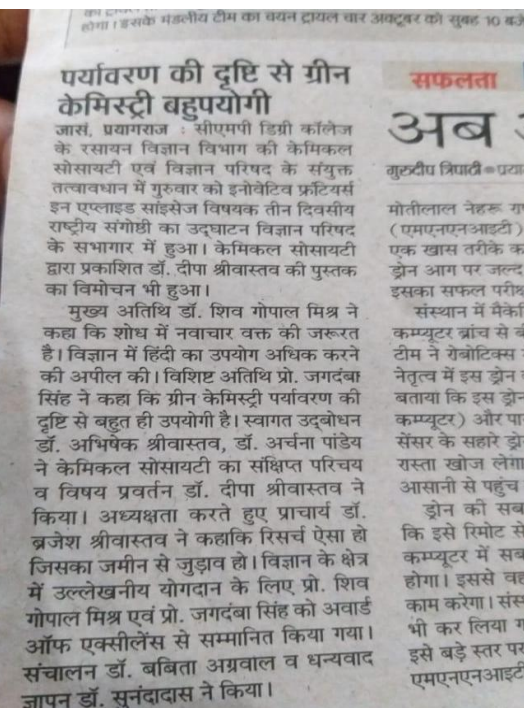 होगा। इसके मंडलीय टीम का चयन ट्रायल चार अक्टूबर को सुबह 10 बजे
पर्यावरण की दृष्टि से ग्रीन
केमिस्ट्री बहुपयोगी
जासं, प्रयागराज : सीएमपी डिग्री कॉलेज
के रसायन विज्ञान विभाग की केमिकल
सोसायटी एवं विज्ञान परिषद के संयुक्त
तत्वावधान में गुरुवार को इनोवेटिव फ्रंटियर्स
इन एप्लाइड साइंसेज विषयक तीन दिवसीय
राष्ट्रीय संगोष्ठी का उद्घाटन विज्ञान परिषद
के सभागार में हुआ। केमिकल सोसायटी
द्वारा प्रकाशित डॉ. दीपा श्रीवास्तव की पुस्तक
का विमोचन भी हुआ।
मुख्य अतिथि डॉ. शिव गोपाल मिश्र ने
कहा कि शोध में नवाचार वक्त की जरूरत
है। विज्ञान में हिंदी का उपयोग अधिक करने
की अपील की। विशिष्ट अतिथि प्रो. जगदंबा
सिंह ने कहा कि ग्रीन केमिस्ट्री पर्यावरण की
दृष्टि से बहुत ही उपयोगी है। स्वागत उद्बोधन
डॉ. अभिषेक श्रीवास्तव, डॉ. अर्चना पांडेय
ने केमिकल सोसायटी का संक्षिप्त परिचय
व विषय प्रवर्तन डॉ. दीपा श्रीवास्तव ने
किया। अध्यक्षता करते हुए प्राचार्य डॉ.
ब्रजेश श्रीवास्तव ने कहाकि रिसर्च ऐसा हो
जिसका जमीन से जुड़ाव हो। विज्ञान के क्षेत्र
में उल्लेखनीय योगदान के लिए प्रो. शिव
गोपाल मिश्र एवं प्रो. जगदंबा सिंह को अवार्ड
ऑफ एक्सीलेंस से सम्मानित किया गया।
संचालन डॉ. बबिता अग्रवाल व धन्यवाद
ज्ञापन डॉ. सुनंदादास ने किया।
सफलता
अब
गुरुदीप त्रिपाठी
मोतीलाल नेहरू
(एमएनएनआइटी)
एक खास तरीके
ड्रोन आग पर जल्द
इसका सफल
संस्थान में
कम्प्यूटर ब्रांच से
टीम ने रोबोटिक्स
नेतृत्व में इस ड्रोन
बताया कि इस
कम्प्यूटर) और
सेंसर के सहारे
रास्ता खोज लेगा
आसानी से पहुंच
ड्रोन की
कि इसे रिमोट से
कम्प्यूटर में
होगा। इससे वह
काम करेगा।
भी कर लिया
इसे बड़े स्तर पर
एमएनएनआइटी